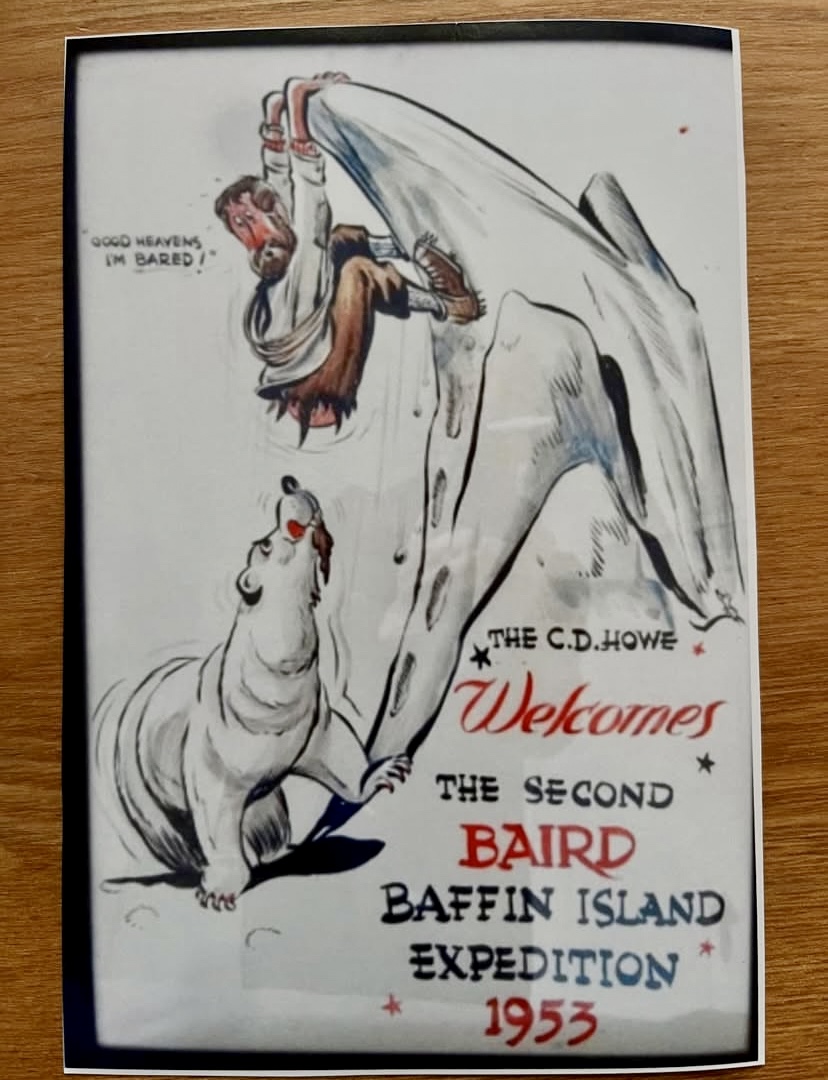 "GOOD HEAVENS
I'M BARED!"
THE C.D. HOWE
Welcomes
THE SECOND
BAIRD
BAFFIN ISLAND
EXPEDITION
1953